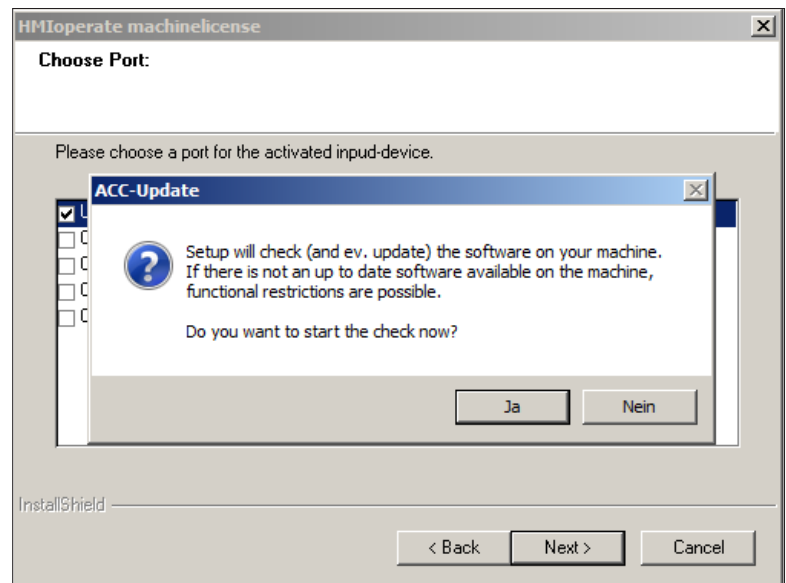 HMIoperate machinelicense
Choose Port:
Please choose a port for the activated inpud-device.
ACC-Update
Setup will check (and ev. update) the software on your machine.
If there is not an up to date software available on the machine,
functional restrictions are possible.
Do you want to start the check now?
Ja
Nein
InstallShield
< Back
Next >
Cancel